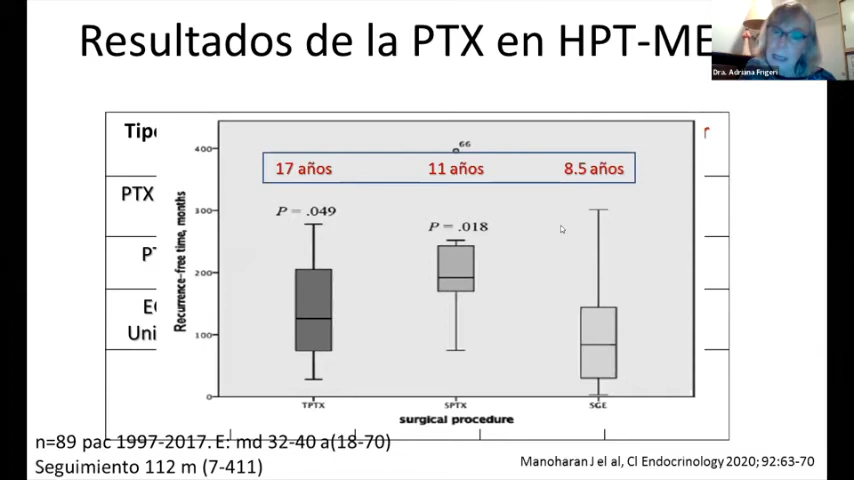 Resultados de la PTX en HPT-ME
Dra. Adriana Frigeri
Tipo
r
PTX
400
66
17 años 11 años 8.5 años
300
P = .049
P = .018
Recurrence-free time, months
200
100
0
Uni
TPTX SPTX SGE
surgical procedure
n=89 pac 1997-2017. E: md 32-40 a(18-70)
Seguimiento 112 m (7-411)
Manoharan J el al, Cl Endocrinology 2020; 92:63-70